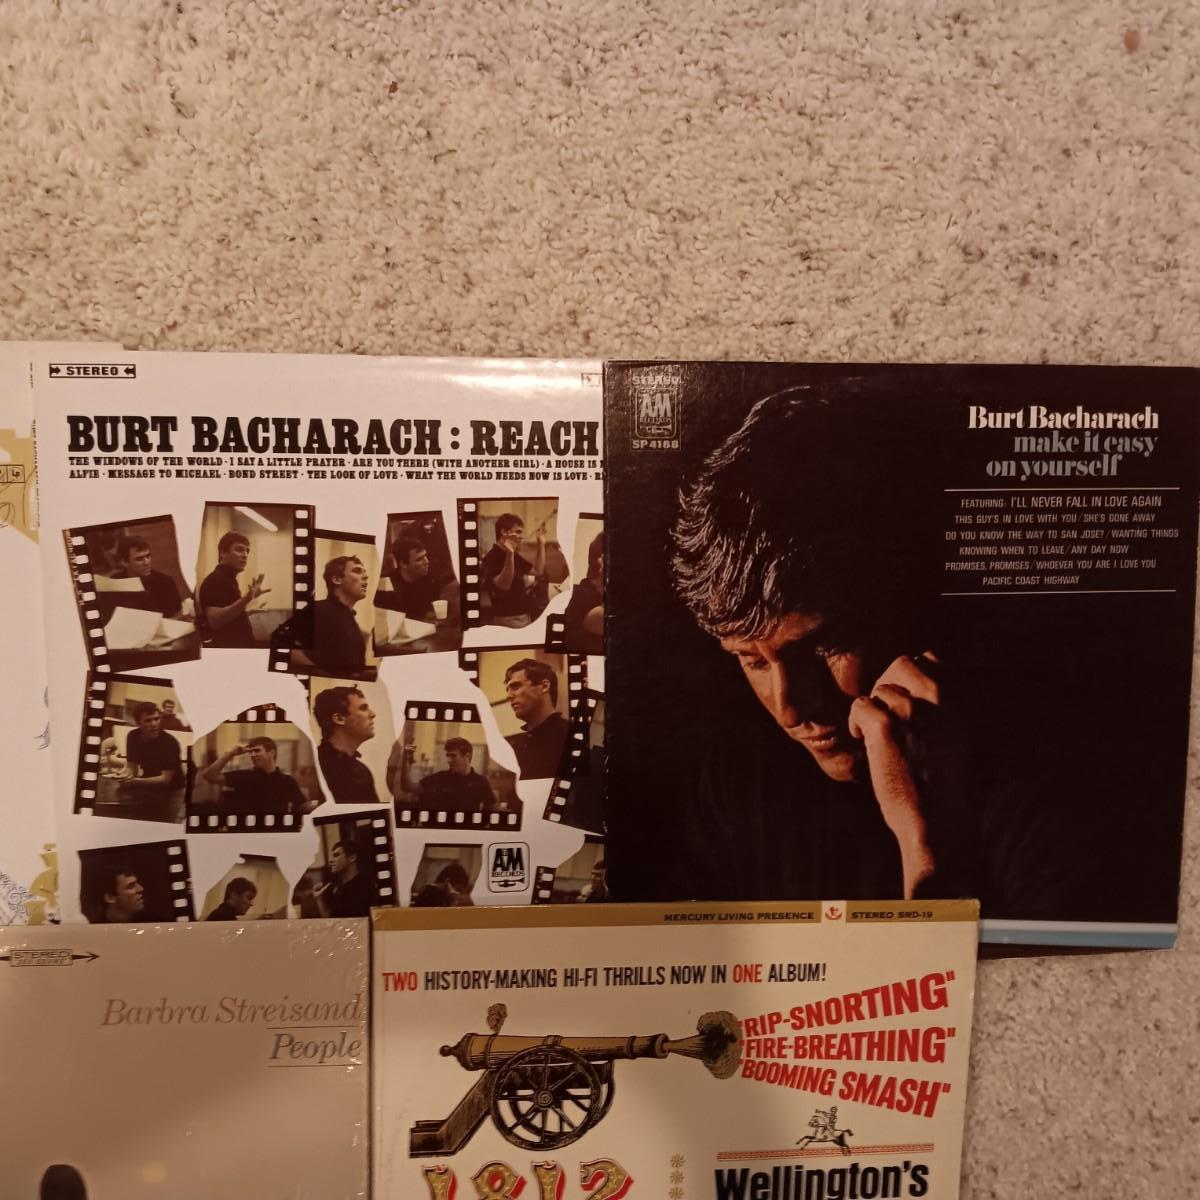 STEREO
BURT BACHARACH : REACH
THE WINDOWS OF THE WORLD · I SAY A LITTLE PRAYER · ARE YOU THERE (WITH ANOTHER GIRL) · A HOUSE IS
ALFIE · MESSAGE TO MICHAEL · BOND STREET · THE LOOK OF LOVE · WHAT THE WORLD NEEDS NOW IS LOVE ·
A&M
RECORDS
STEREO
A&M
RECORDS
SP 4188
Burt Bacharach
make it easy
on yourself
FEATURING: I'LL NEVER FALL IN LOVE AGAIN
THIS GUY'S IN LOVE WITH YOU/SHE'S GONE AWAY
DO YOU KNOW THE WAY TO SAN JOSE?/WANTING THINGS
KNOWING WHEN TO LEAVE/ANY DAY NOW
PROMISES, PROMISES/WHOEVER YOU ARE I LOVE YOU
PACIFIC COAST HIGHWAY
STEREO
360 SOUND
Barbra Streisand
People
MERCURY LIVING PRESENCE
STEREO SRD-19
TWO HISTORY-MAKING HI-FI THRILLS NOW IN ONE ALBUM!
"RIP-SNORTING"
"FIRE-BREATHING"
"BOOMING SMASH"
1812
Wellington's